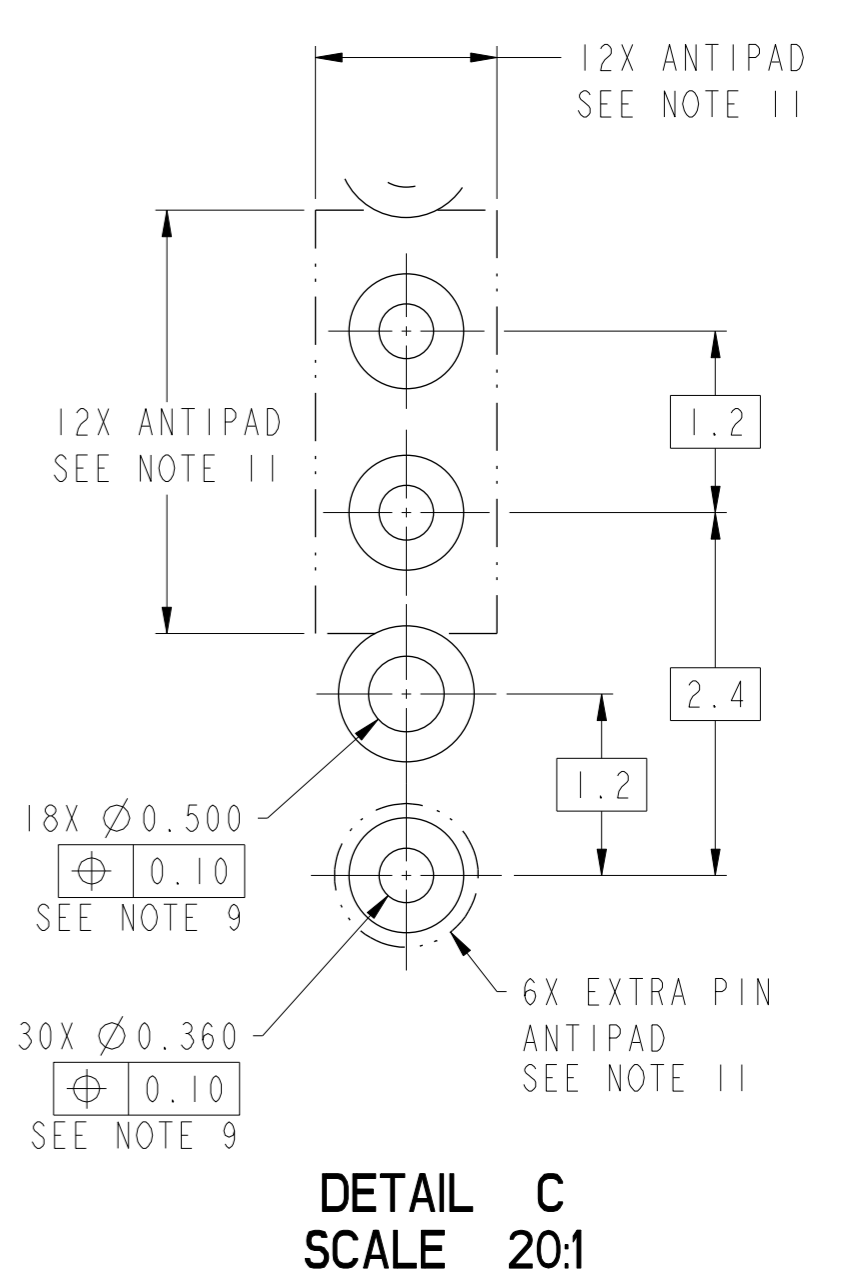 12X ANTIPAD
SEE NOTE 11
12X ANTIPAD
SEE NOTE 11
1.2
2.4
1.2
18X Ø0.500
⌖ 0.10
SEE NOTE 9
6X EXTRA PIN
ANTIPAD
SEE NOTE 11
30X Ø0.360
⌖ 0.10
SEE NOTE 9
DETAIL C
SCALE 20:1